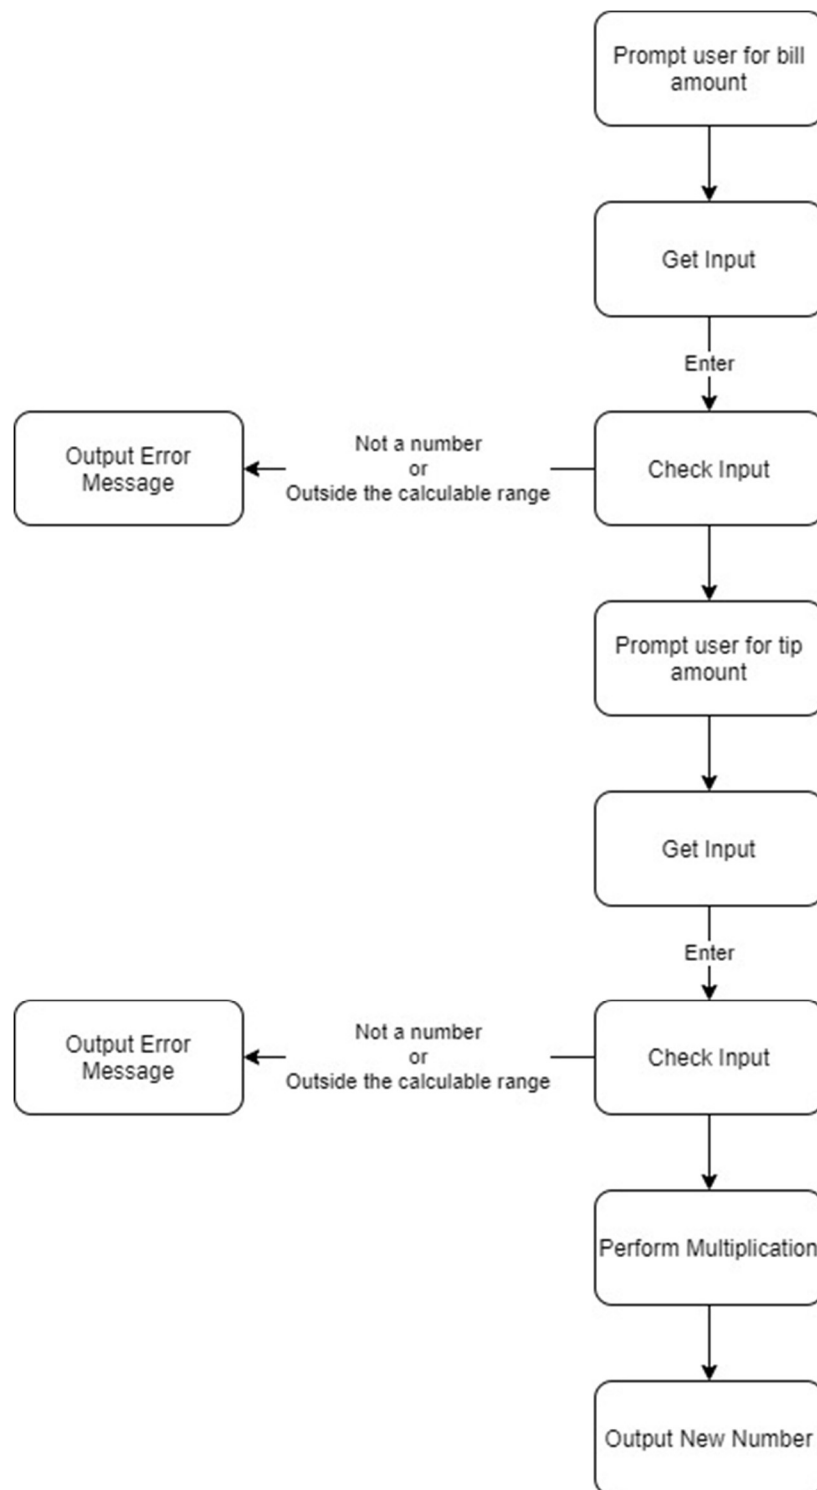 Prompt user for bill
amount
Get Input
Enter
Not a number
or
Outside the calculable range
Output Error
Message
Check Input
Prompt user for tip
amount
Get Input
Enter
Not a number
or
Outside the calculable range
Output Error
Message
Check Input
Perform Multiplication
Output New Number